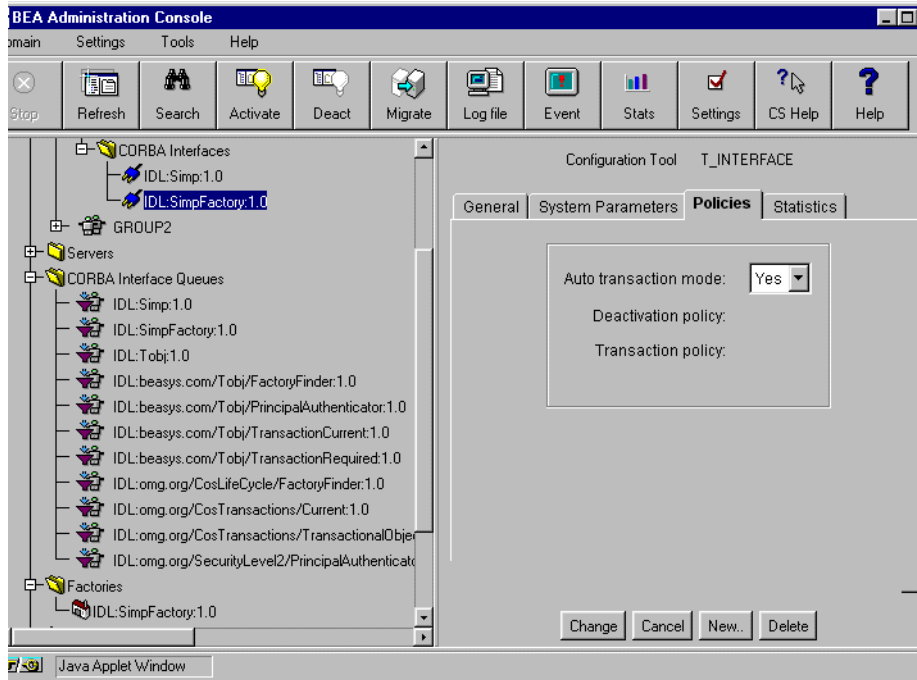 BEA Administration Console
omain Settings Tools Help
Stop Refresh Search Activate Deact Migrate Log file Event Stats Settings CS Help Help
CORBA Interfaces
IDL:Simp:1.0
IDL:SimpFactory:1.0
GROUP2
Servers
CORBA Interface Queues
IDL:Simp:1.0
IDL:SimpFactory:1.0
IDL:Tobj:1.0
IDL:beasys.com/Tobj/FactoryFinder:1.0
IDL:beasys.com/Tobj/PrincipalAuthenticator:1.0
IDL:beasys.com/Tobj/TransactionCurrent:1.0
IDL:beasys.com/Tobj/TransactionRequired:1.0
IDL:omg.org/CosLifeCycle/FactoryFinder:1.0
IDL:omg.org/CosTransactions/Current:1.0
IDL:omg.org/CosTransactions/TransactionalObje
IDL:omg.org/SecurityLevel2/PrincipalAuthenticato
Factories
IDL:SimpFactory:1.0
Configuration Tool T_INTERFACE
General System Parameters Policies Statistics
Auto transaction mode: Yes
Deactivation policy:
Transaction policy:
Change Cancel New.. Delete
Java Applet Window